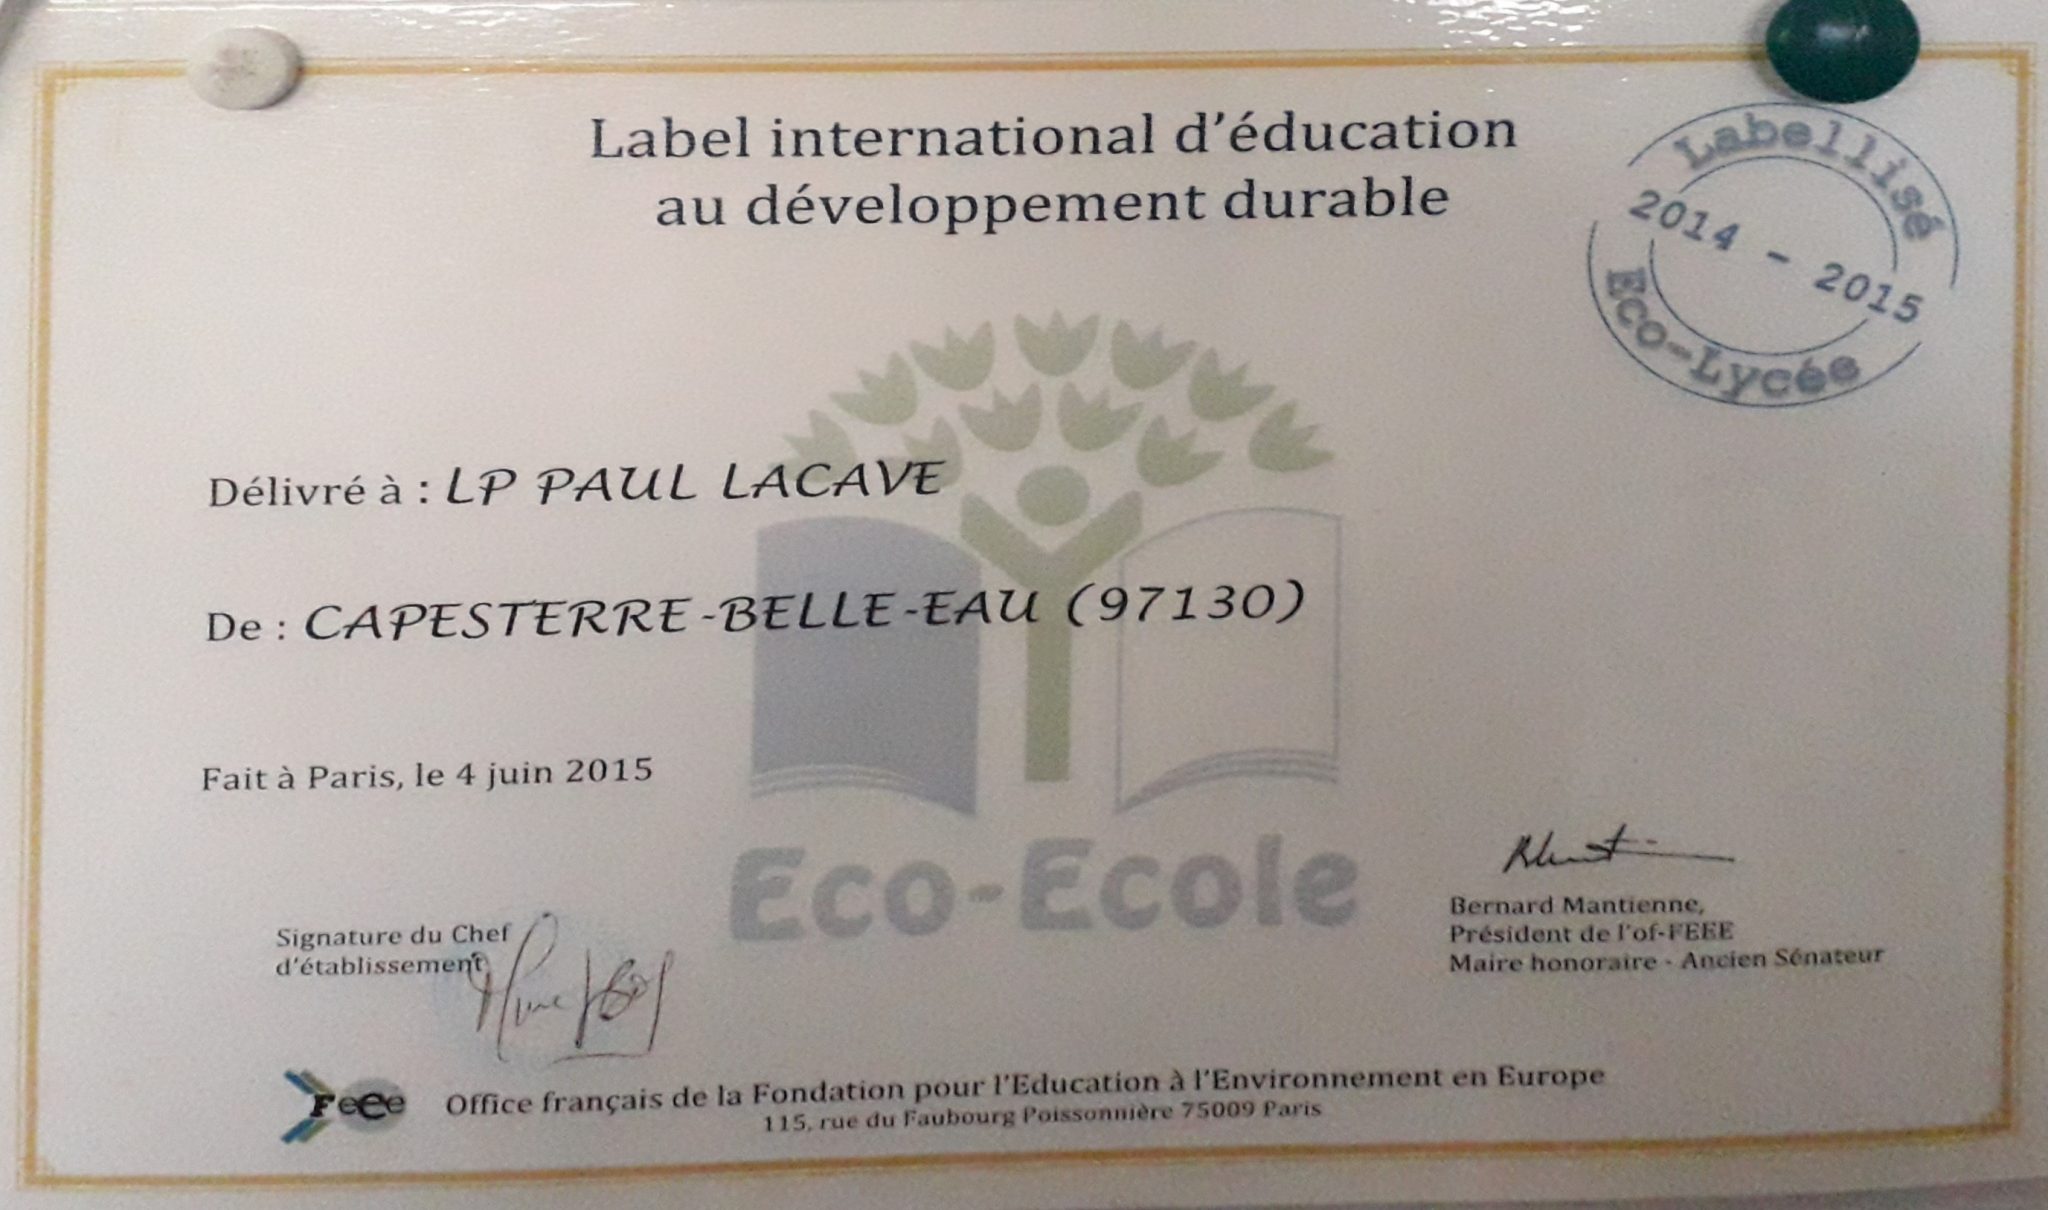 Label international d'éducation
au développement durable
Labellisé
2014 - 2015
Eco-Lycée
Délivré à : LP PAUL LACAVE
De : CAPESTERRE-BELLE-EAU (97130)
Fait à Paris, le 4 juin 2015
Eco-Ecole
Signature du Chef
d'établissement
Bernard Mantienne,
Président de l'of-FEEE
Maire honoraire - Ancien Sénateur
Feee
Office français de la Fondation pour l'Education à l'Environnement en Europe
115, rue du Faubourg Poissonnière 75009 Paris